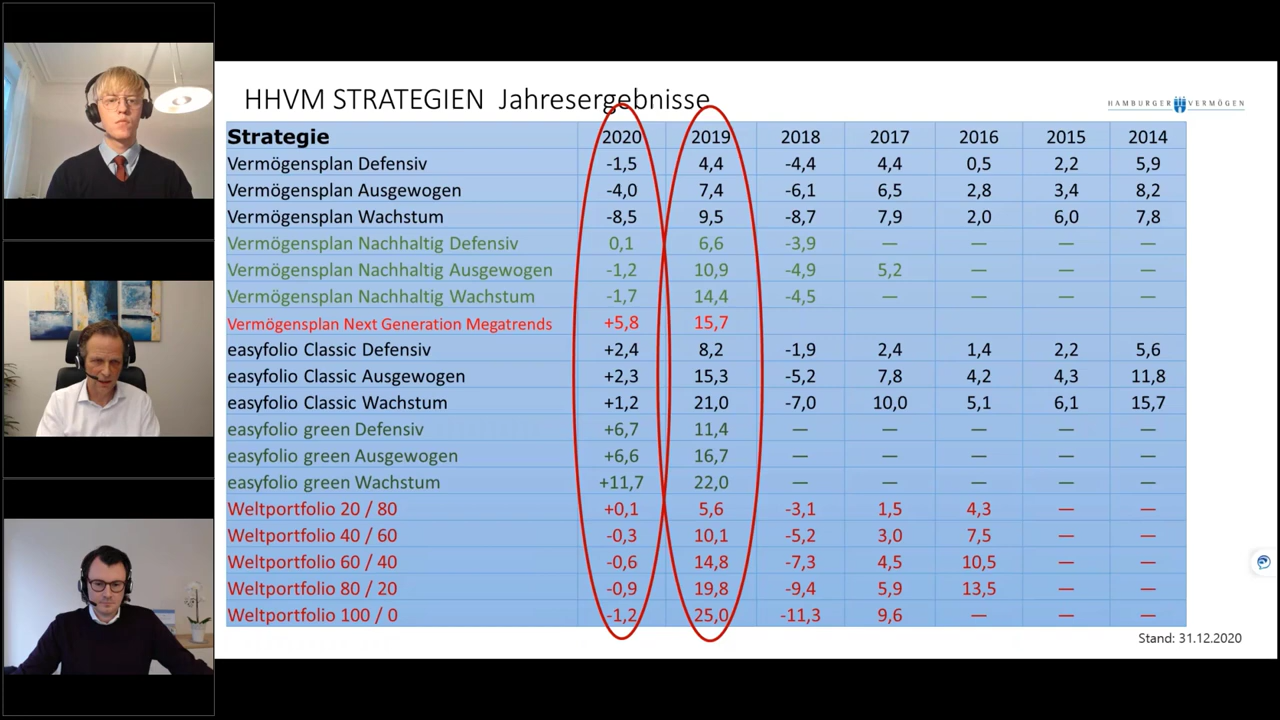 HHVM STRATEGIEN Jahresergebnisse
HAMBURGER VERMÖGEN
Strategie 2020 2019 2018 2017 2016 2015 2014
Vermögensplan Defensiv -1,5 4,4 -4,4 4,4 0,5 2,2 5,9
Vermögensplan Ausgewogen -4,0 7,4 -6,1 6,5 2,8 3,4 8,2
Vermögensplan Wachstum -8,5 9,5 -8,7 7,9 2,0 6,0 7,8
Vermögensplan Nachhaltig Defensiv 0,1 6,6 -3,9 — — — —
Vermögensplan Nachhaltig Ausgewogen -1,2 10,9 -4,9 5,2 — — —
Vermögensplan Nachhaltig Wachstum -1,7 14,4 -4,5 — — — —
Vermögensplan Next Generation Megatrends +5,8 15,7
easyfolio Classic Defensiv +2,4 8,2 -1,9 2,4 1,4 2,2 5,6
easyfolio Classic Ausgewogen +2,3 15,3 -5,2 7,8 4,2 4,3 11,8
easyfolio Classic Wachstum +1,2 21,0 -7,0 10,0 5,1 6,1 15,7
easyfolio green Defensiv +6,7 11,4 — — — — —
easyfolio green Ausgewogen +6,6 16,7 — — — — —
easyfolio green Wachstum +11,7 22,0 — — — — —
Weltportfolio 20 / 80 +0,1 5,6 -3,1 1,5 4,3 — —
Weltportfolio 40 / 60 -0,3 10,1 -5,2 3,0 7,5 — —
Weltportfolio 60 / 40 -0,6 14,8 -7,3 4,5 10,5 — —
Weltportfolio 80 / 20 -0,9 19,8 -9,4 5,9 13,5 — —
Weltportfolio 100 / 0 -1,2 25,0 -11,3 9,6 — — —
Stand: 31.12.2020